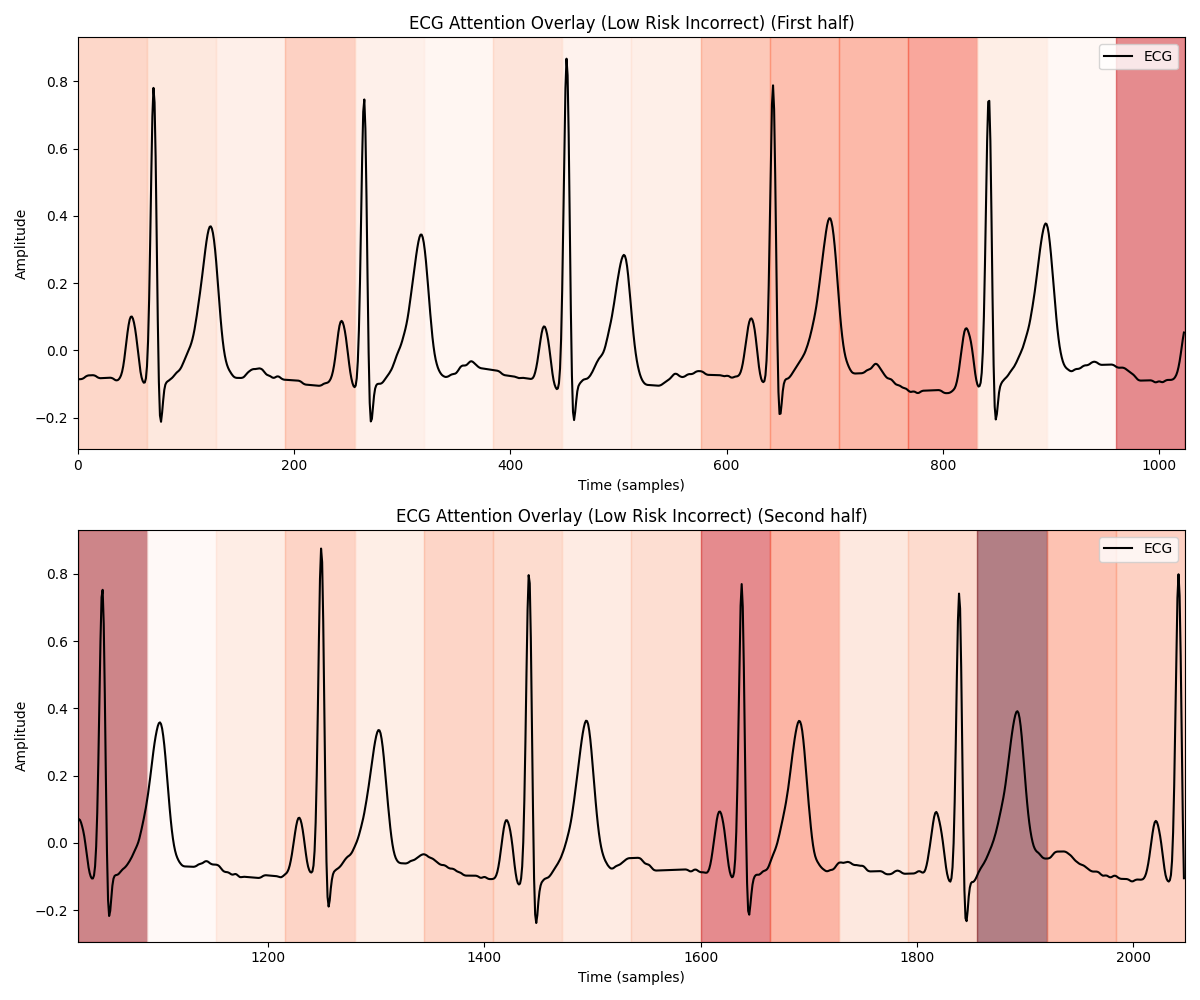 ECG Attention Overlay (Low Risk Incorrect) (First half)
ECG
Amplitude
0.8
0.6
0.4
0.2
0.0
−0.2
0 200 400 600 800 1000
Time (samples)
ECG Attention Overlay (Low Risk Incorrect) (Second half)
ECG
Amplitude
0.8
0.6
0.4
0.2
0.0
−0.2
1200 1400 1600 1800 2000
Time (samples)